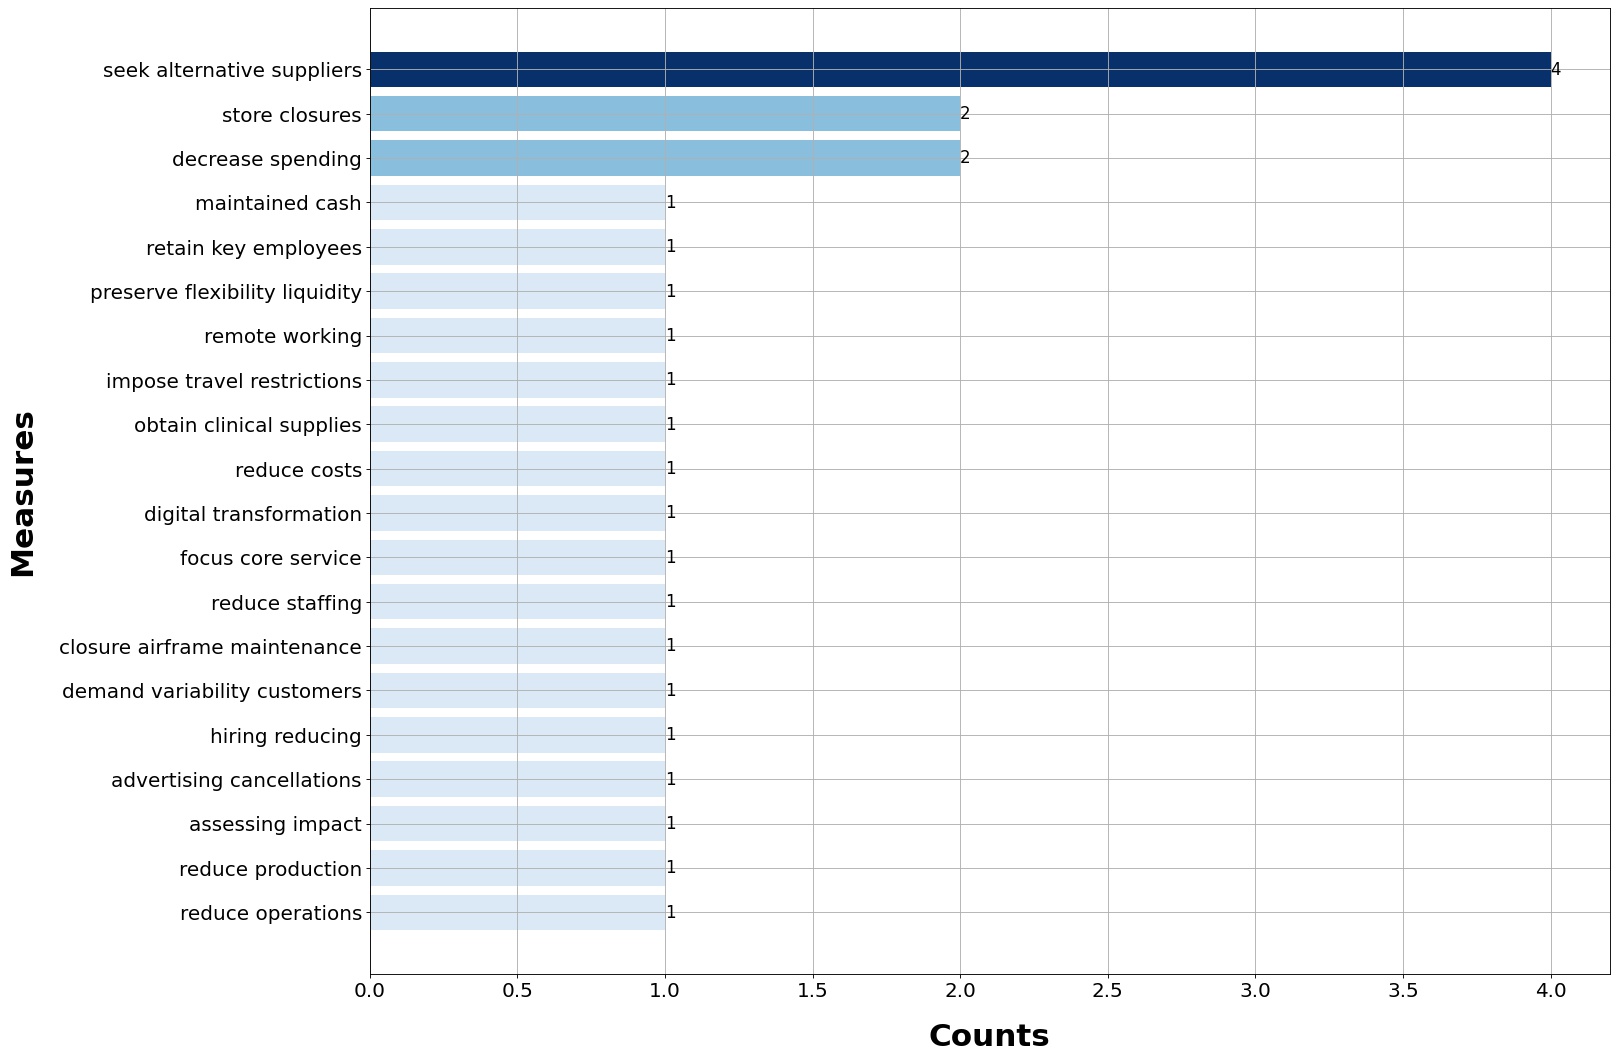 seek alternative suppliers 4
store closures 2
decrease spending 2
maintained cash 1
retain key employees 1
preserve flexibility liquidity 1
remote working 1
impose travel restrictions 1
obtain clinical supplies 1
reduce costs 1
digital transformation 1
focus core service 1
reduce staffing 1
closure airframe maintenance 1
demand variability customers 1
hiring reducing 1
advertising cancellations 1
assessing impact 1
reduce production 1
reduce operations 1
Measures
0.0 0.5 1.0 1.5 2.0 2.5 3.0 3.5 4.0
Counts